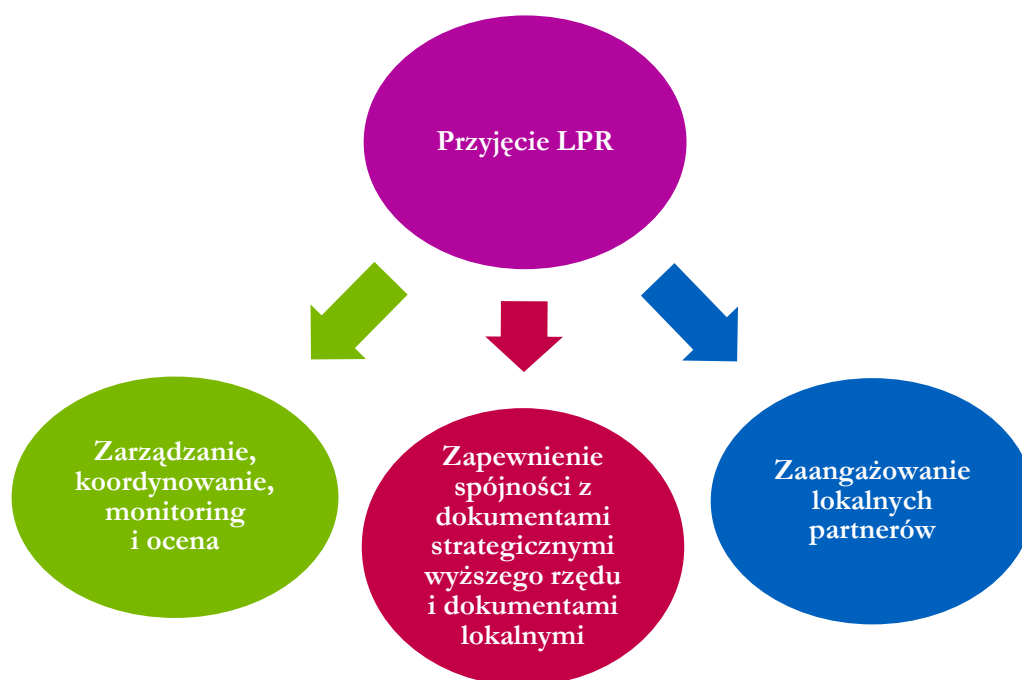 Przyjęcie LPR
Zarządzanie,
koordynowanie,
monitoring
i ocena
Zapewnienie
spójności z
dokumentami
strategicznymi
wyższego rzędu
i dokumentami
lokalnymi
Zaangażowanie
lokalnych
partnerów